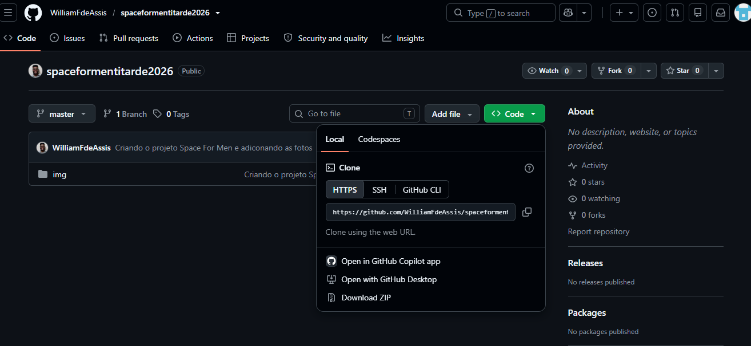 WilliamFdeAssis / spaceformentitarde2026
Type / to search
Code Issues Pull requests Actions Projects Security and quality Insights
spaceformentitarde2026 Public
Watch 0 Fork 0 Star 0
master 1 Branch 0 Tags Go to file T Add file Code
About
No description, website, or topics
provided.
Activity
0 stars
0 watching
0 forks
Report repository
Releases
No releases published
Packages
No packages published
WilliamFdeAssis Criando o projeto Space For Men e adiconando as fotos
img Criando o projeto Sp
Local Codespaces
Clone
HTTPS SSH GitHub CLI
https://github.com/WilliamFdeAssis/spaceforment
Clone using the web URL.
Open in GitHub Copilot app
Open with GitHub Desktop
Download ZIP